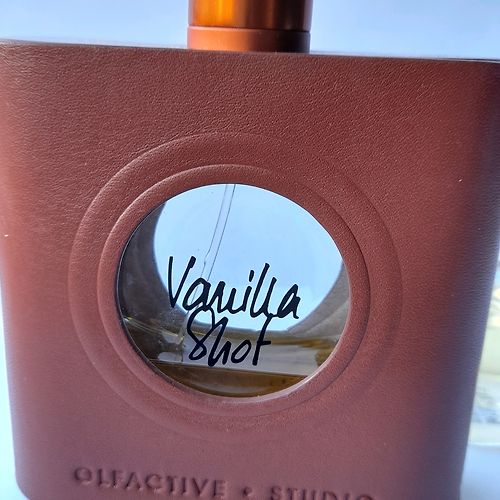 Vanilla
Shot
OLFACTIVE • STUDIO